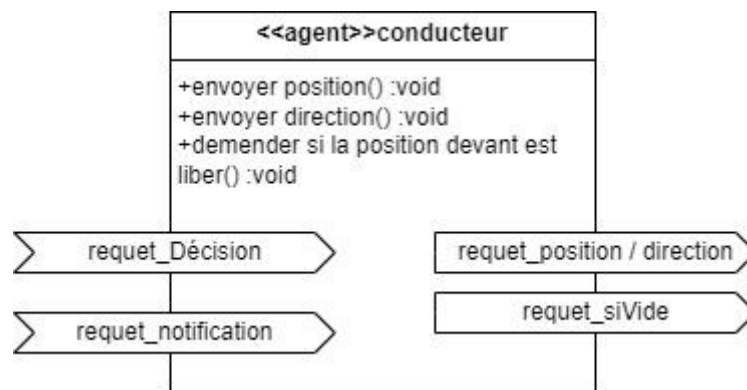 <<agent>>conducteur
+envoyer position() :void
+envoyer direction() :void
+demender si la position devant est
liber() :void
requet_Décision
requet_position / direction
requet_siVide
requet_notification